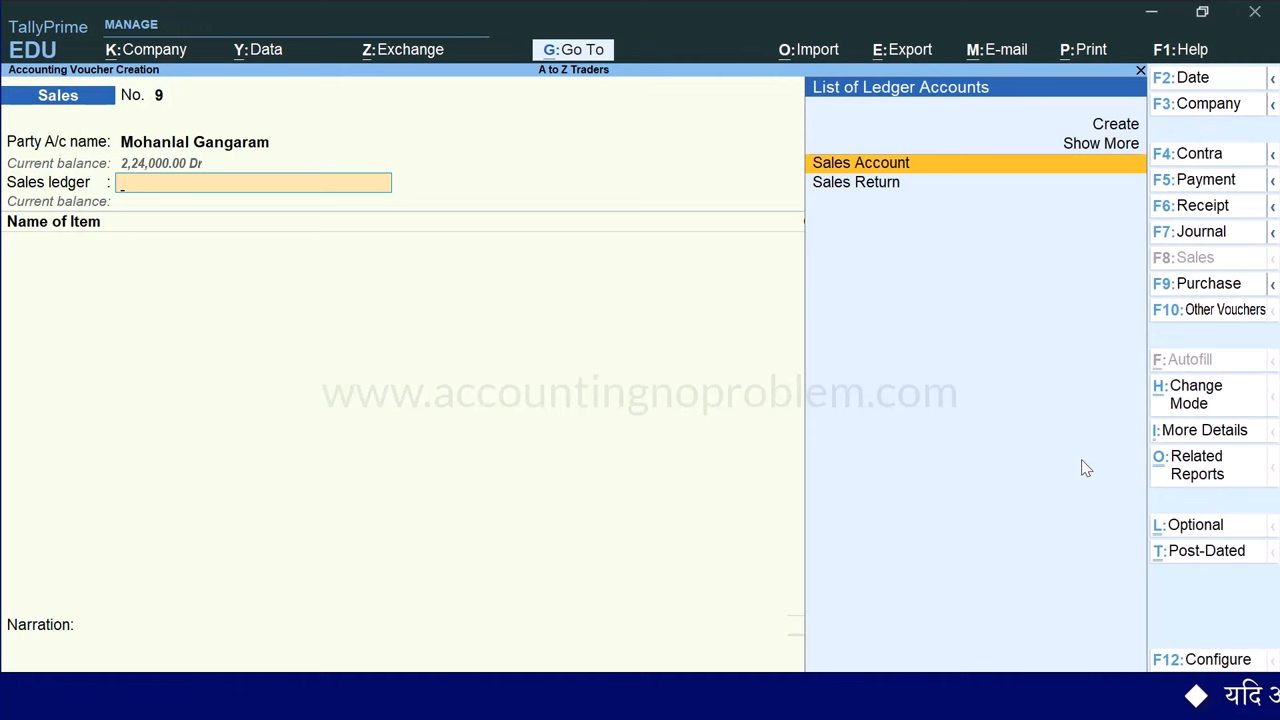 TallyPrime
EDU
MANAGE
K:Company Y:Data Z:Exchange G:Go To O:Import E:Export M:E-mail P:Print F1:Help
Accounting Voucher Creation A to Z Traders
Sales No. 9
Party A/c name: Mohanlal Gangaram
Current balance: 2,24,000.00 Dr
Sales ledger :
Current balance:
Name of Item
Narration:
List of Ledger Accounts
Create
Show More
Sales Account
Sales Return
F2:Date
F3:Company
F4:Contra
F5:Payment
F6:Receipt
F7:Journal
F8:Sales
F9:Purchase
F10:Other Vouchers
F:Autofill
H:Change
Mode
I:More Details
O:Related
Reports
L:Optional
T:Post-Dated
F12:Configure
www.accountingnoproblem.com
◆ यदि